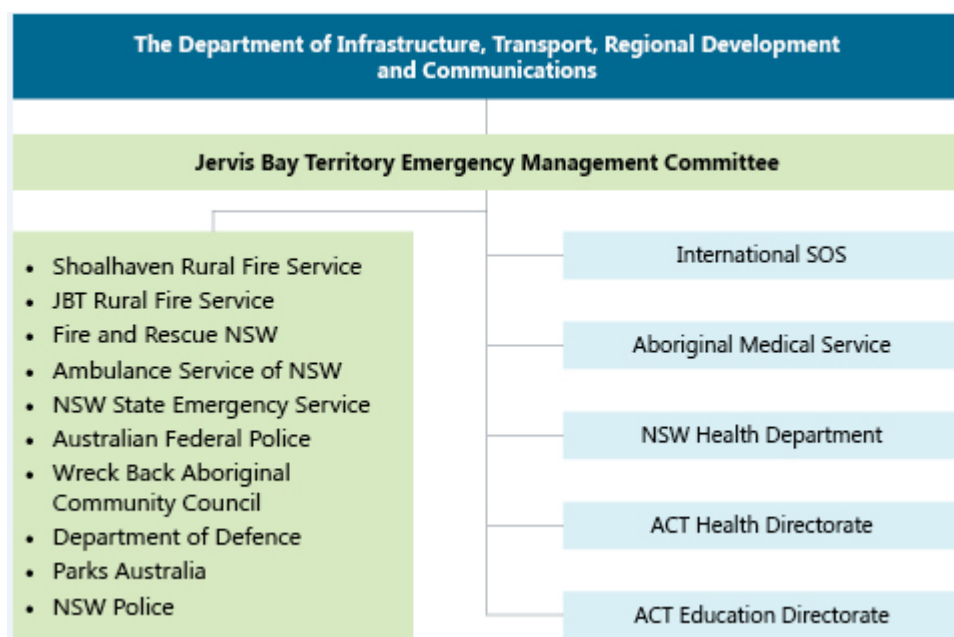 The Department of Infrastructure, Transport, Regional Development
and Communications
Jervis Bay Territory Emergency Management Committee
• Shoalhaven Rural Fire Service
• JBT Rural Fire Service
• Fire and Rescue NSW
• Ambulance Service of NSW
• NSW State Emergency Service
• Australian Federal Police
• Wreck Back Aboriginal
Community Council
• Department of Defence
• Parks Australia
• NSW Police
International SOS
Aboriginal Medical Service
NSW Health Department
ACT Health Directorate
ACT Education Directorate